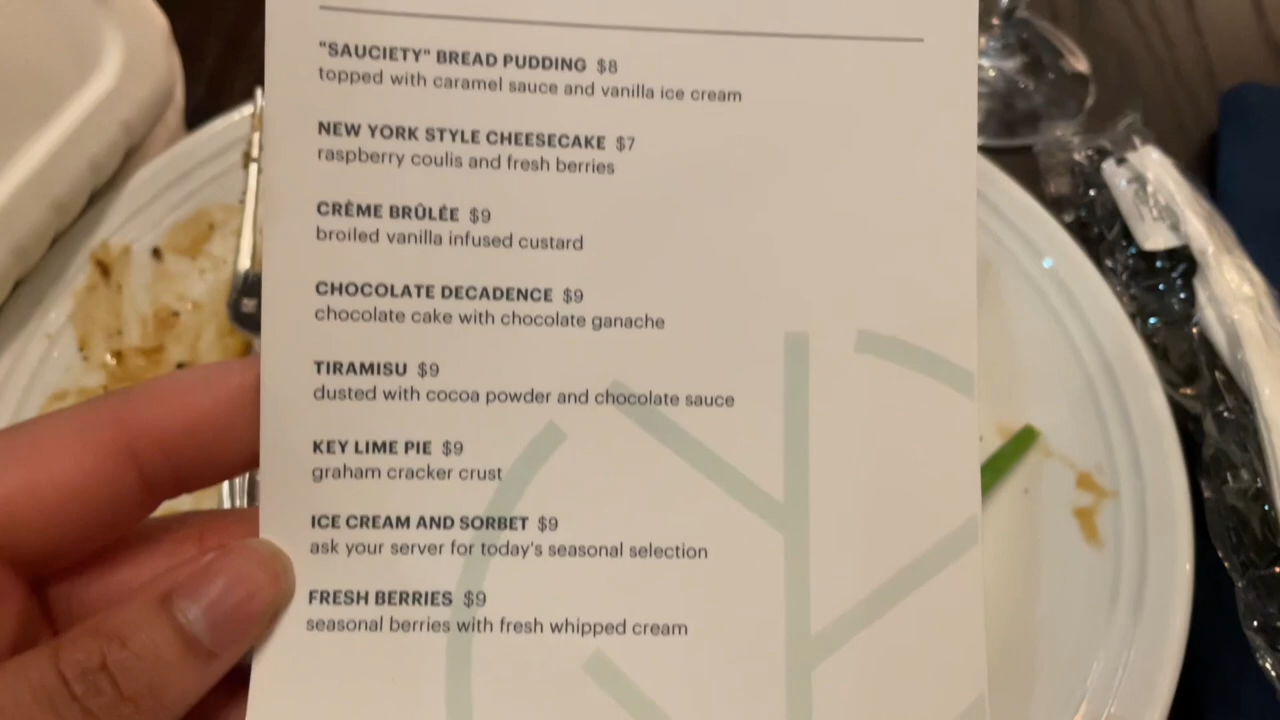 "SAUCIETY" BREAD PUDDING $8
topped with caramel sauce and vanilla ice cream
NEW YORK STYLE CHEESECAKE $7
raspberry coulis and fresh berries
CRÈME BRÛLÉE $9
broiled vanilla infused custard
CHOCOLATE DECADENCE $9
chocolate cake with chocolate ganache
TIRAMISU $9
dusted with cocoa powder and chocolate sauce
KEY LIME PIE $9
graham cracker crust
ICE CREAM AND SORBET $9
ask your server for today's seasonal selection
FRESH BERRIES $9
seasonal berries with fresh whipped cream